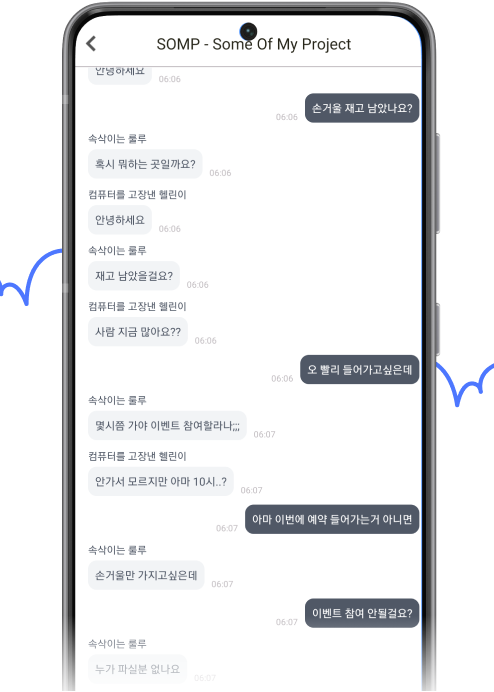 SOMP - Some Of My Project
안녕하세요
06:06
손거울 재고 남았나요?
06:06
속삭이는 룰루
혹시 뭐하는 곳일까요?
06:06
컴퓨터를 고장낸 헬린이
안녕하세요
06:06
속삭이는 룰루
재고 남았을걸요?
06:06
컴퓨터를 고장낸 헬린이
사람 지금 많아요??
06:06
오 빨리 들어가고싶은데
06:06
속삭이는 룰루
몇시쯤 가야 이벤트 참여할라나;;;
06:07
컴퓨터를 고장낸 헬린이
안가서 모르지만 아마 10시..?
06:07
아마 이번에 예약 들어가는거 아니면
06:07
속삭이는 룰루
손거울만 가지고싶은데
06:07
이벤트 참여 안될걸요?
06:07
속삭이는 룰루
누가 파실분 없나요
06:07